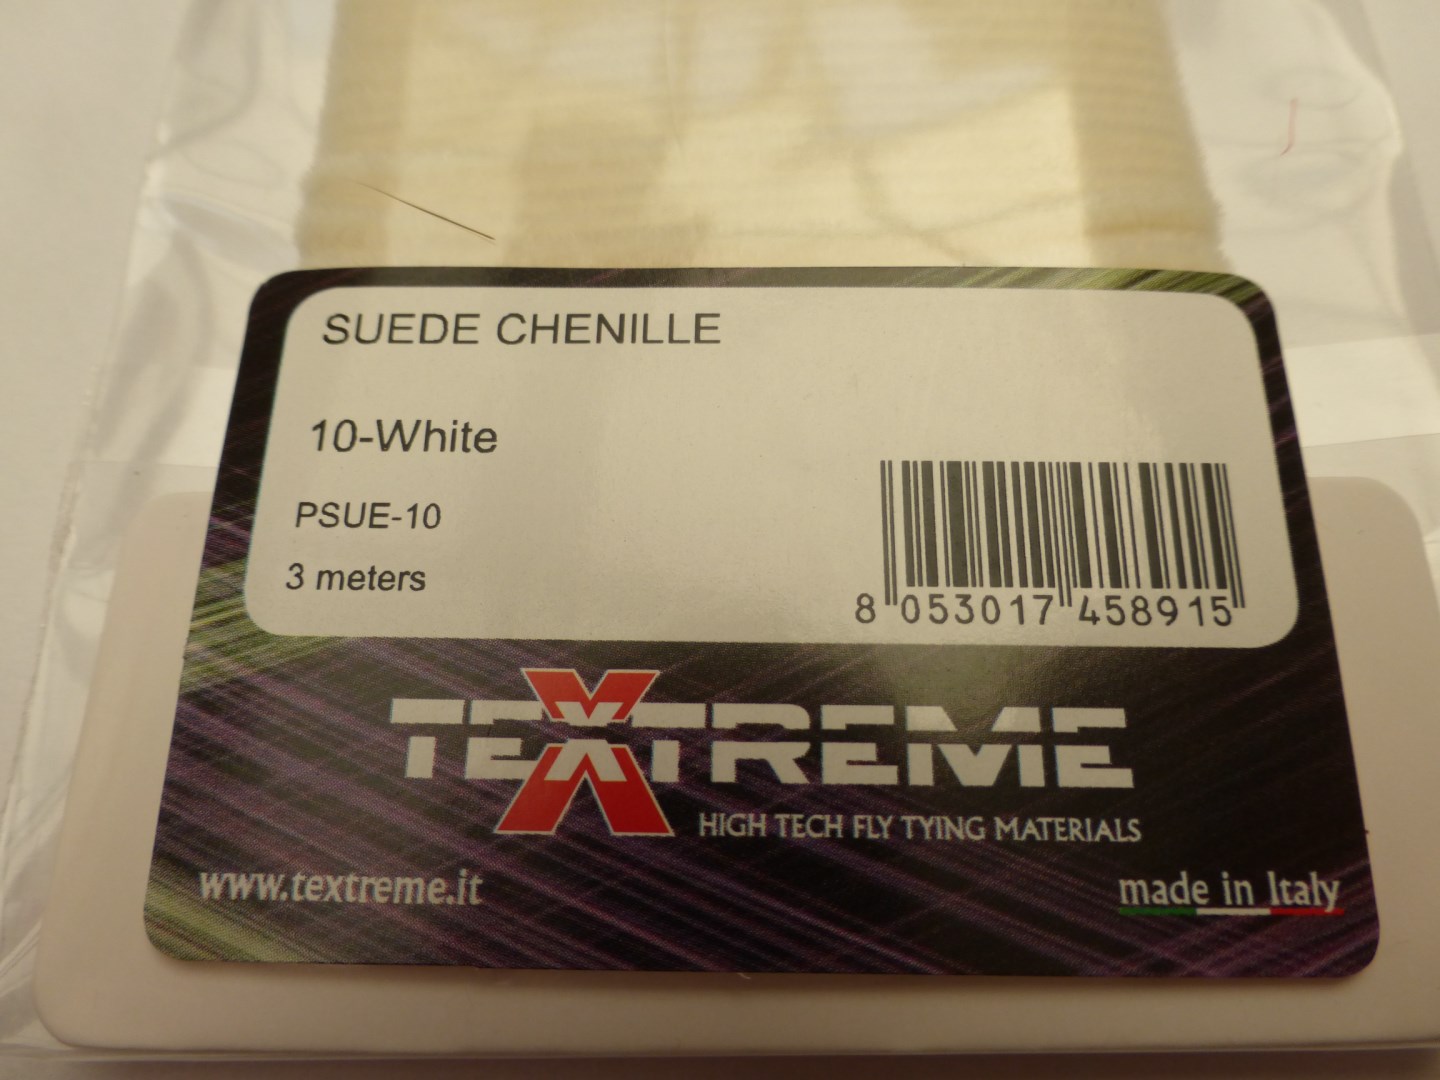 SUEDE CHENILLE
10-White
PSUE-10
3 meters
8 053017 458915
TEXTREME
HIGH TECH FLY TYING MATERIALS
www.textreme.it
made in Italy